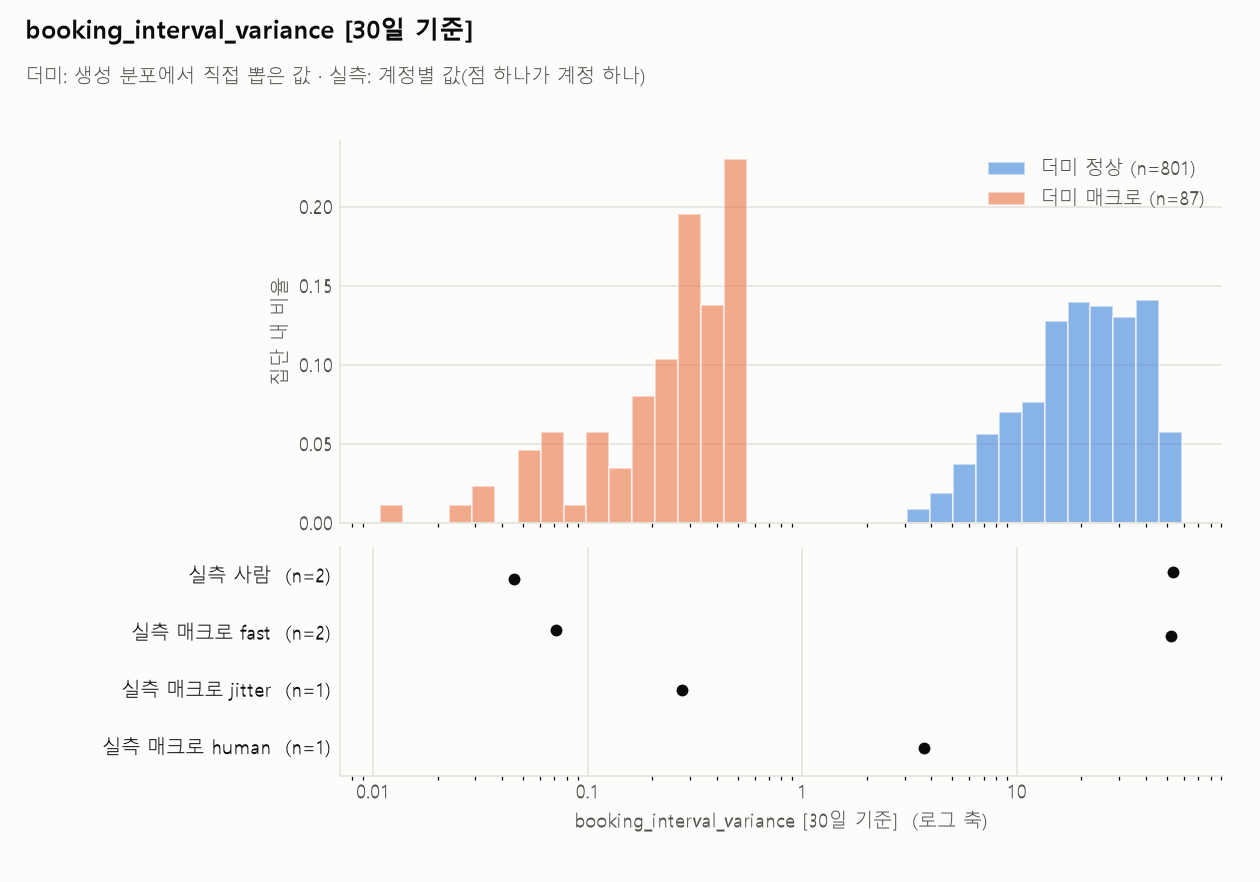 booking_interval_variance [30일 기준]
더미: 생성 분포에서 직접 뽑은 값 · 실측: 계정별 값(점 하나가 계정 하나)
더미 정상 (n=801)
더미 매크로 (n=87)
집단 내 비율
0.20
0.15
0.10
0.05
0.00
실측 사람 (n=2)
실측 매크로 fast (n=2)
실측 매크로 jitter (n=1)
실측 매크로 human (n=1)
0.01 0.1 1 10
booking_interval_variance [30일 기준] (로그 축)